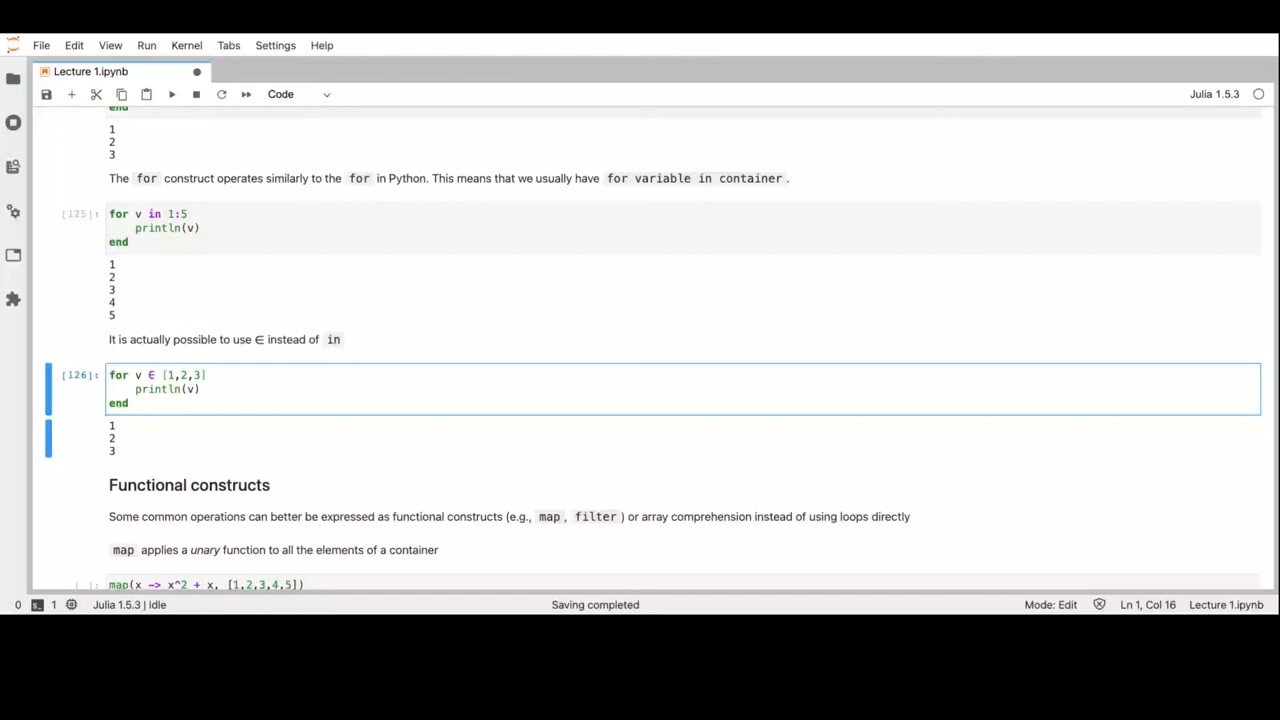 File Edit View Run Kernel Tabs Settings Help
Lecture 1.ipynb
Code
Julia 1.5.3
end
1
2
3
The for construct operates similarly to the for in Python. This means that we usually have for variable in container .
[125]: for v in 1:5
println(v)
end
1
2
3
4
5
It is actually possible to use ∈ instead of in
[126]: for v ∈ [1,2,3]
println(v)
end
1
2
3
Functional constructs
Some common operations can better be expressed as functional constructs (e.g., map , filter ) or array comprehension instead of using loops directly
map applies a unary function to all the elements of a container
[ ]: map(x -> x^2 + x, [1,2,3,4,5])
0 1 Julia 1.5.3 | Idle Saving completed Mode: Edit Ln 1, Col 16 Lecture 1.ipynb